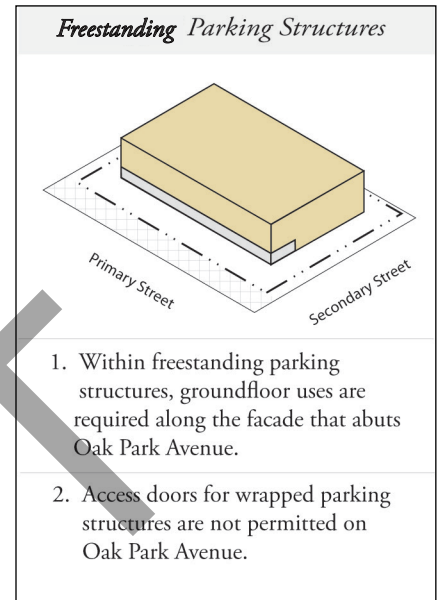 Freestanding Parking Structures
Primary Street
Secondary Street
1. Within freestanding parking
structures, groundfloor uses are
required along the facade that abuts
Oak Park Avenue.
2. Access doors for wrapped parking
structures are not permitted on
Oak Park Avenue.